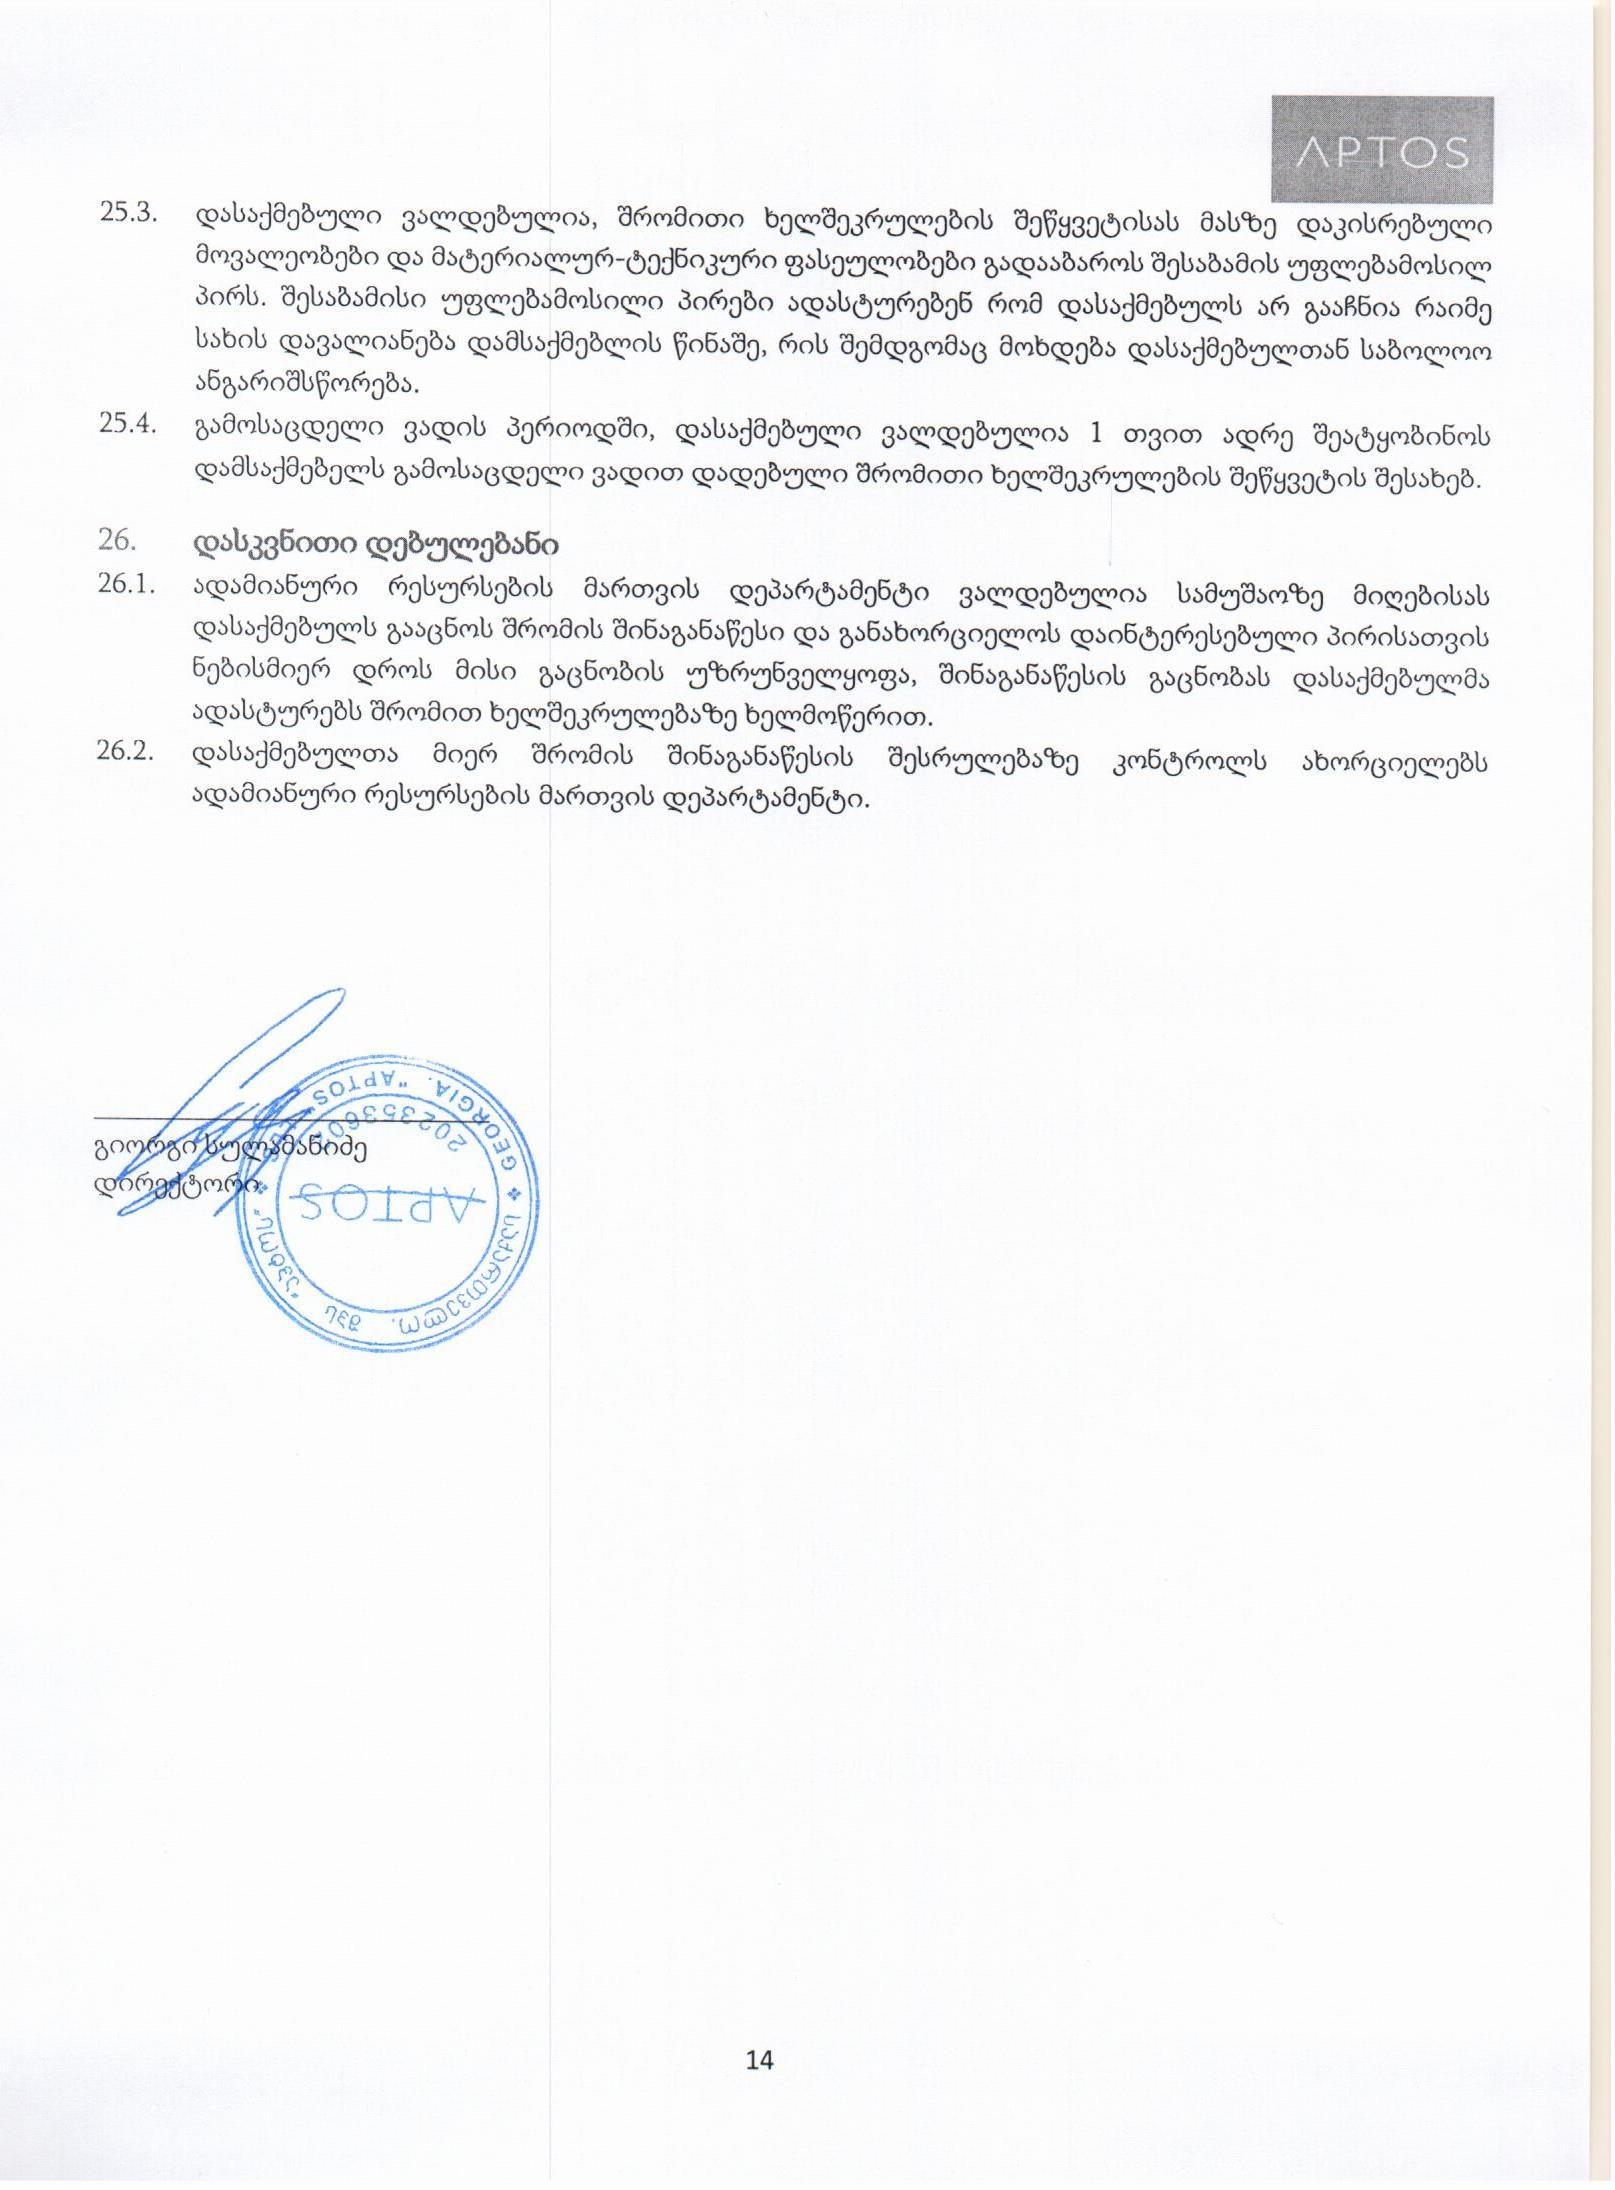 APTOS
25.3. დასაქმებული ვალდებულია, შრომითი ხელშეკრულების შეწყვეტისას მასზე დაკისრებული
მოვალეობები და მატერიალურ-ტექნიკური ფასეულობები გადააბაროს შესაბამის უფლებამოსილ
პირს. შესაბამისი უფლებამოსილი პირები ადასტურებენ რომ დასაქმებულს არ გააჩნია რაიმე
სახის დავალიანება დამსაქმებლის წინაშე, რის შემდგომაც მოხდება დასაქმებულთან საბოლოო
ანგარიშსწორება.
25.4. გამოსაცდელი ვადის პერიოდში, დასაქმებული ვალდებულია 1 თვით ადრე შეატყობინოს
დამსაქმებელს გამოსაცდელი ვადით დადებული შრომითი ხელშეკრულების შეწყვეტის შესახებ.
26. დასკვნითი დებულებანი
26.1. ადამიანური რესურსების მართვის დეპარტამენტი ვალდებულია სამუშაოზე მიღებისას
დასაქმებულს გააცნოს შრომის შინაგანაწესი და განახორციელოს დაინტერესებული პირისათვის
ნებისმიერ დროს მისი გაცნობის უზრუნველყოფა, შინაგანაწესის გაცნობას დასაქმებულმა
ადასტურებს შრომით ხელშეკრულებაზე ხელმოწერით.
26.2. დასაქმებულთა მიერ შრომის შინაგანაწესის შესრულებაზე კონტროლს ახორციელებს
ადამიანური რესურსების მართვის დეპარტამენტი.
გიორგი სულამანიძე
დირექტორი
საქართველო. შპს "აპტოს"
GEORGIA. "APTOS"
APTOS
14